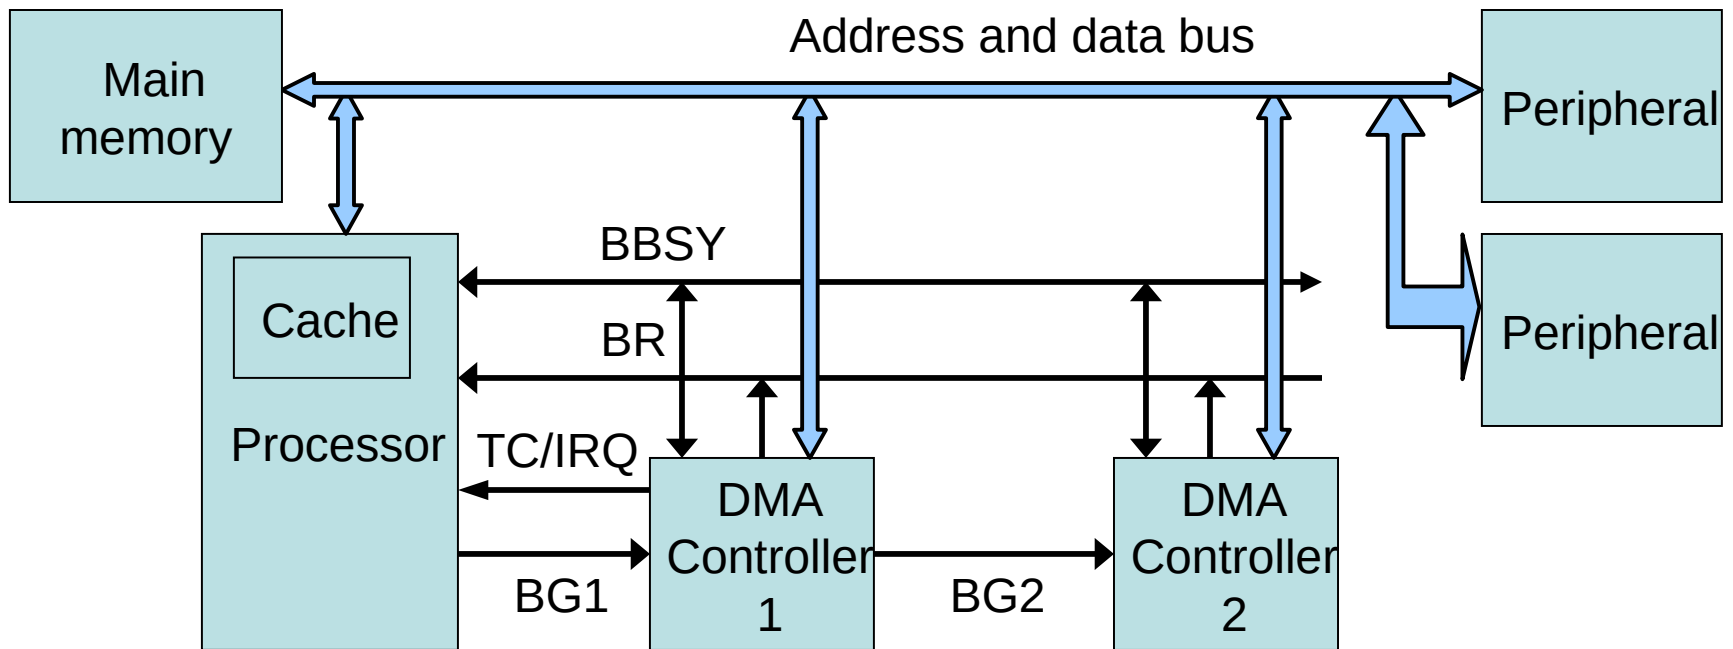 Address and data bus
Main
memory
Peripheral
BBSY
Cache
BR
Peripheral
Processor
TC/IRQ
DMA
Controller
1
DMA
Controller
2
BG1
BG2